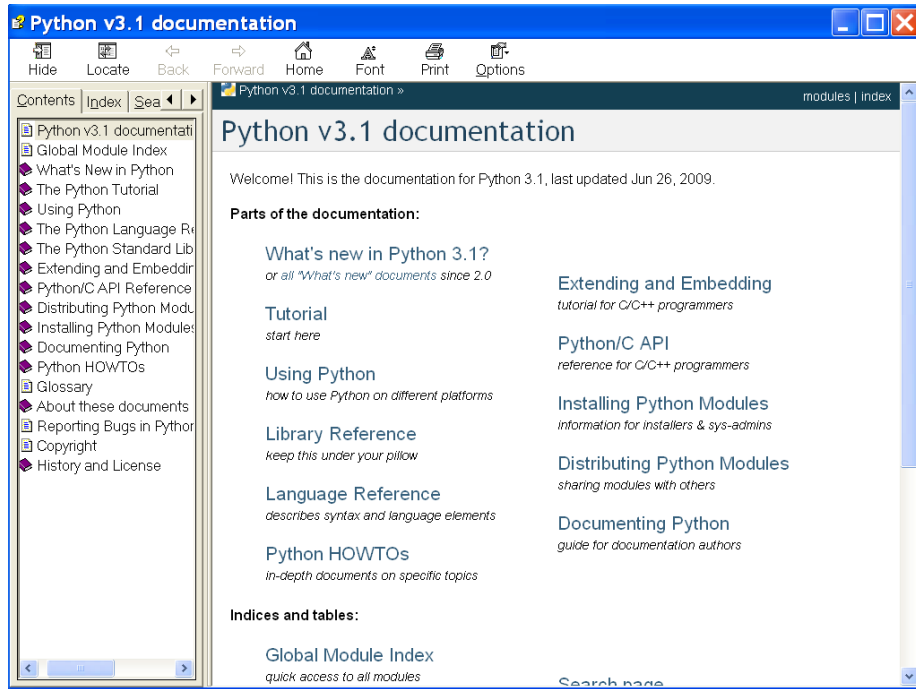 Python v3.1 documentation
Hide Locate Back Forward Home Font Print Options
Contents Index Sea
Python v3.1 documentati
Global Module Index
What's New in Python
The Python Tutorial
Using Python
The Python Language Re
The Python Standard Lib
Extending and Embeddin
Python/C API Reference
Distributing Python Modu
Installing Python Modules
Documenting Python
Python HOWTOs
Glossary
About these documents
Reporting Bugs in Python
Copyright
History and License
Python v3.1 documentation »
modules | index
Python v3.1 documentation
Welcome! This is the documentation for Python 3.1, last updated Jun 26, 2009.
Parts of the documentation:
What's new in Python 3.1?
or all "What's new" documents since 2.0
Tutorial
start here
Using Python
how to use Python on different platforms
Library Reference
keep this under your pillow
Language Reference
describes syntax and language elements
Python HOWTOs
in-depth documents on specific topics
Extending and Embedding
tutorial for C/C++ programmers
Python/C API
reference for C/C++ programmers
Installing Python Modules
information for installers & sys-admins
Distributing Python Modules
sharing modules with others
Documenting Python
guide for documentation authors
Indices and tables:
Global Module Index
quick access to all modules
Search page